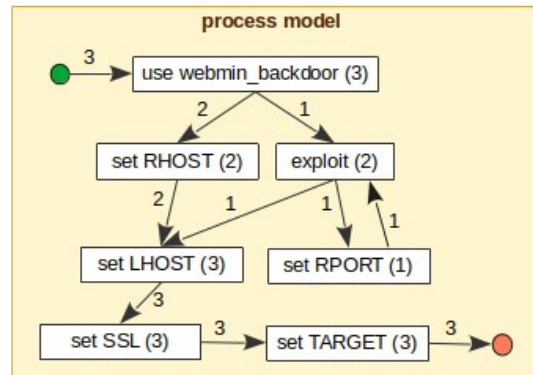 process model
3
use webmin_backdoor (3)
2
1
set RHOST (2)
exploit (2)
2
1
1
1
set LHOST (3)
set RPORT (1)
3
set SSL (3)
3
set TARGET (3)
3